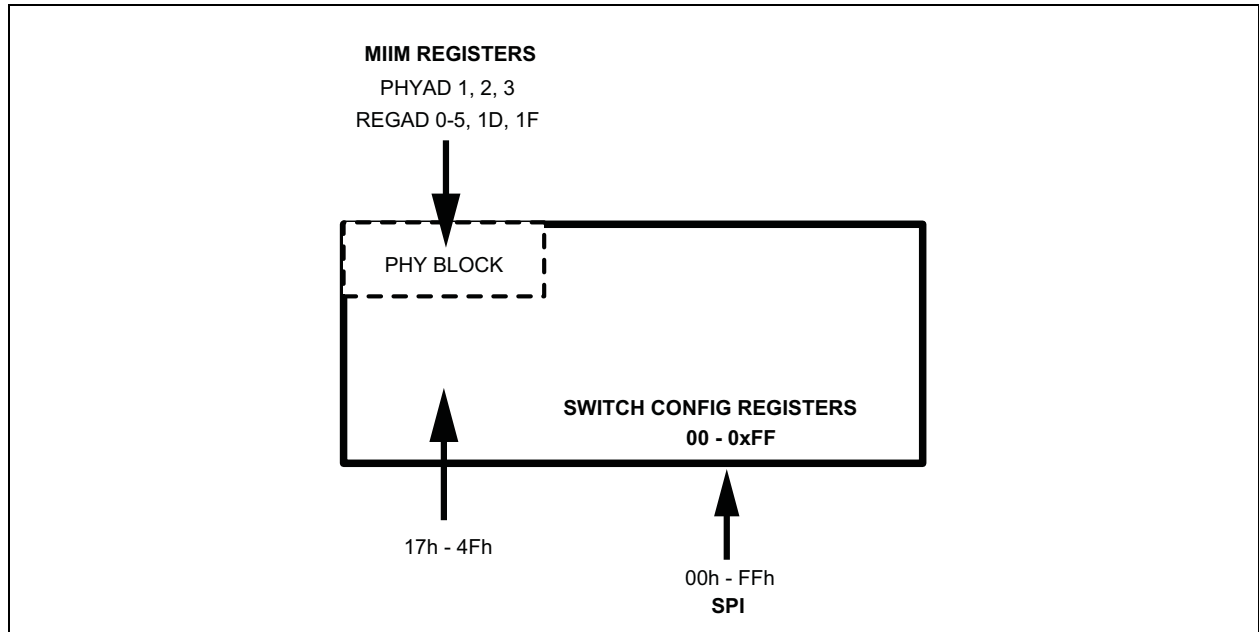 MIIM REGISTERS
PHYAD 1, 2, 3
REGAD 0-5, 1D, 1F
PHY BLOCK
SWITCH CONFIG REGISTERS
00 - 0xFF
17h - 4Fh
00h - FFh
SPI